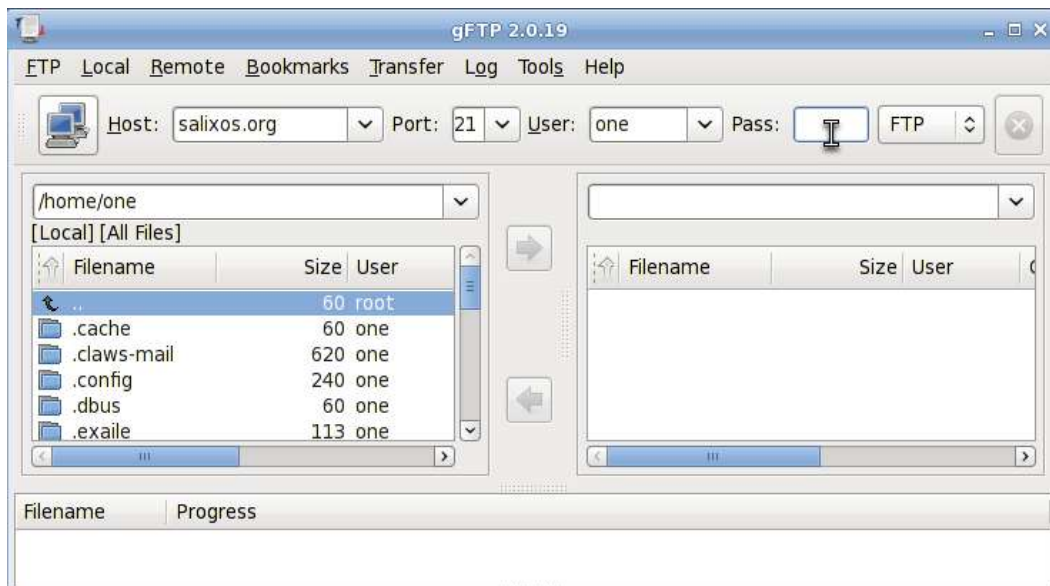 gFTP 2.0.19
FTP Local Remote Bookmarks Transfer Log Tools Help
Host: salixos.org Port: 21 User: one Pass: FTP
/home/one
[Local] [All Files]
Filename Size User
.. 60 root
.cache 60 one
.claws-mail 620 one
.config 240 one
.dbus 60 one
.exaile 113 one
Filename Size User
Filename Progress